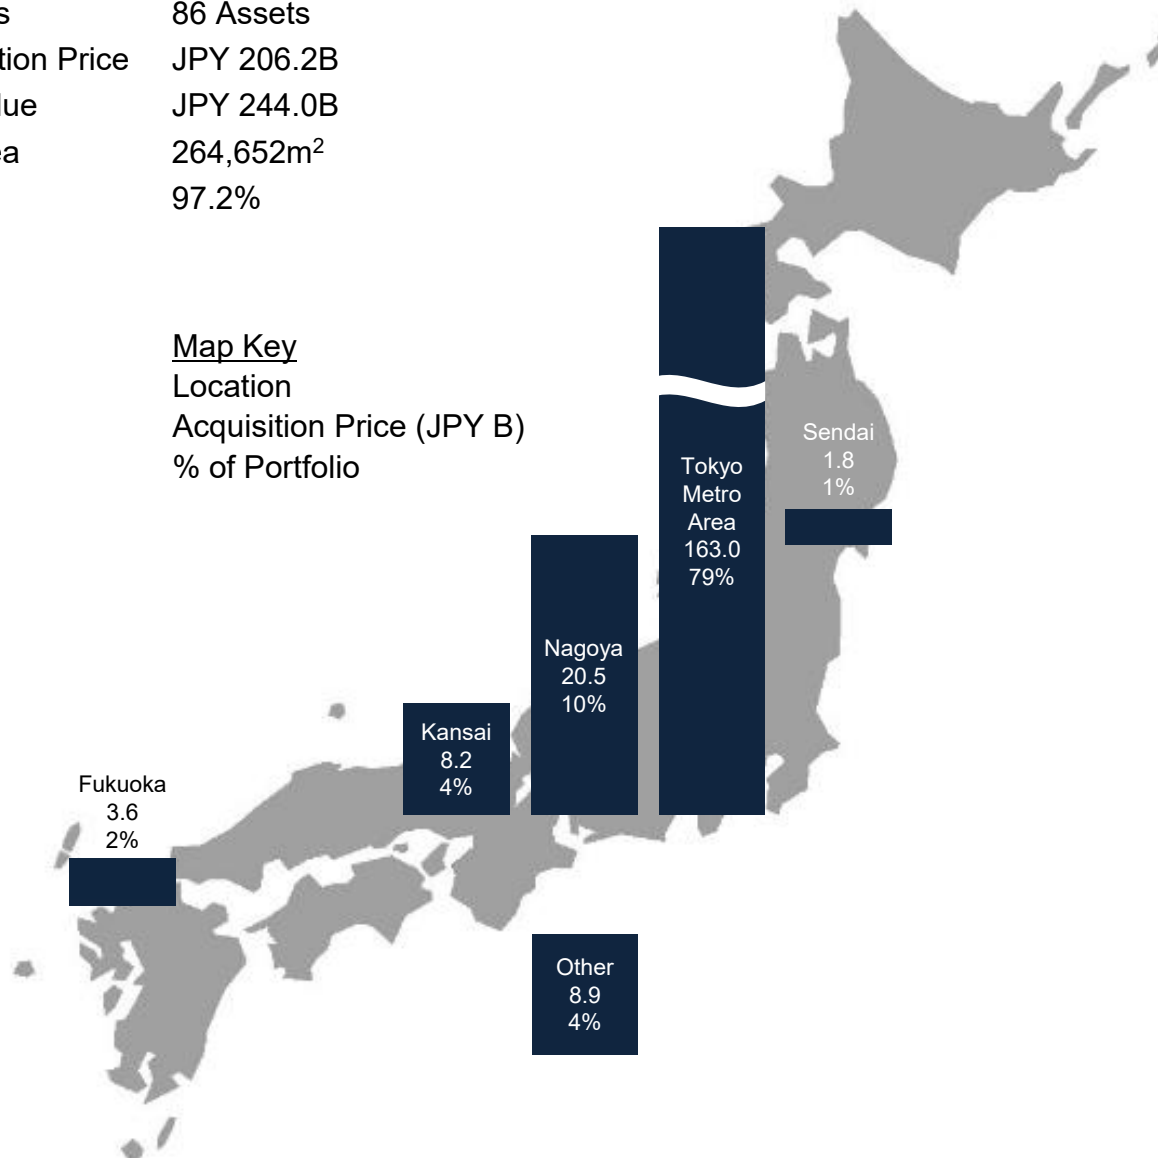 s 86 Assets
tion Price JPY 206.2B
lue JPY 244.0B
ea 264,652m²
97.2%
Map Key
Location
Acquisition Price (JPY B)
% of Portfolio
Sendai
1.8
1%
Tokyo
Metro
Area
163.0
79%
Nagoya
20.5
10%
Kansai
8.2
4%
Fukuoka
3.6
2%
Other
8.9
4%